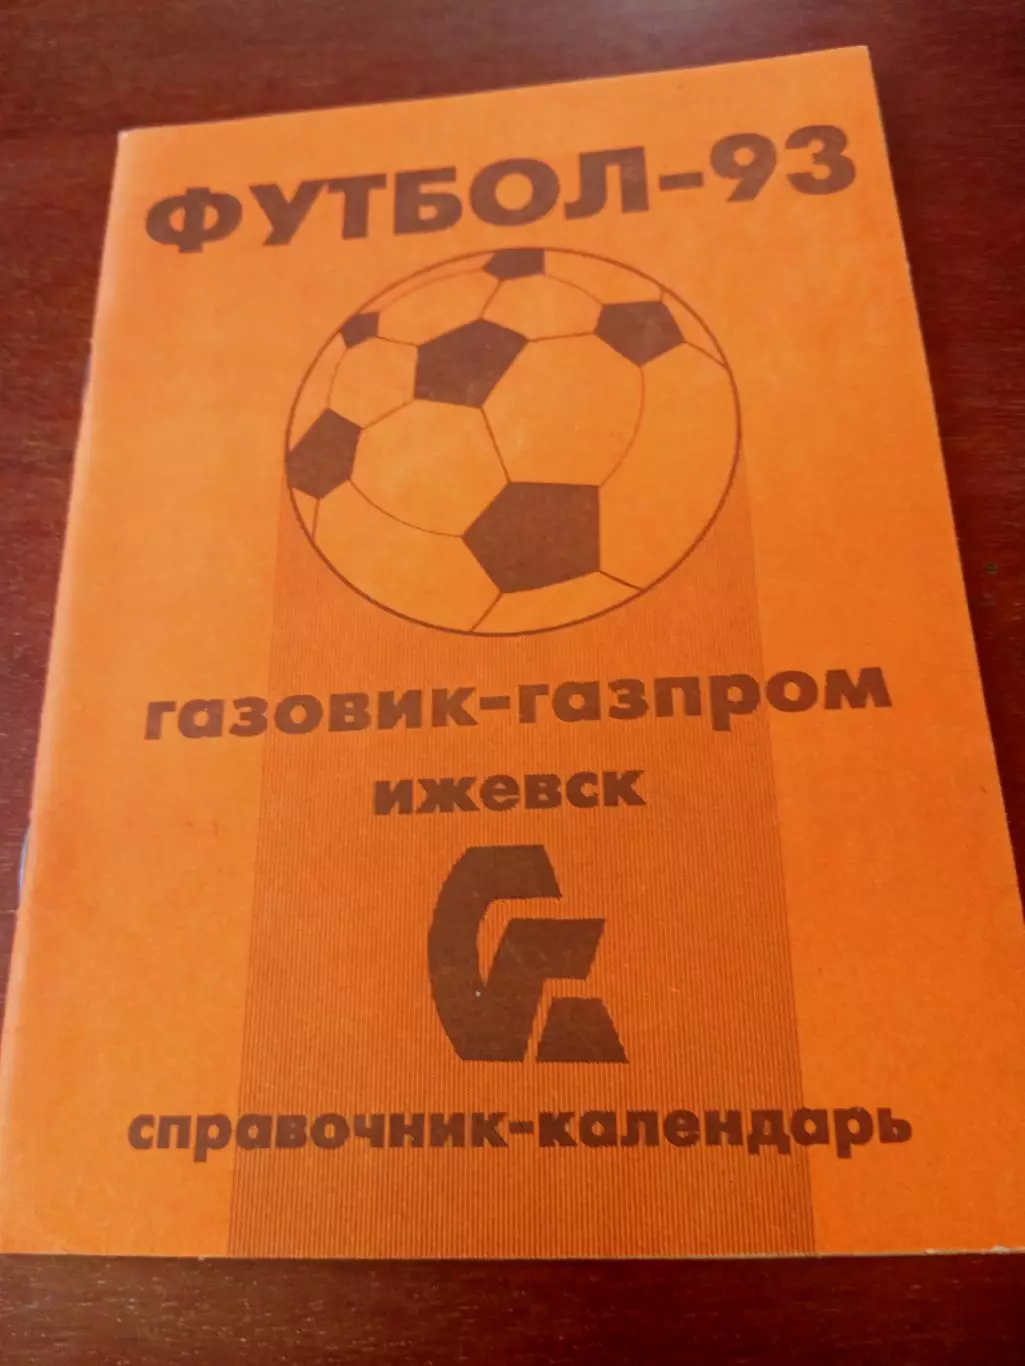 ФУТБОЛ-93
газовик-газпром
ижевск
справочник-календарь